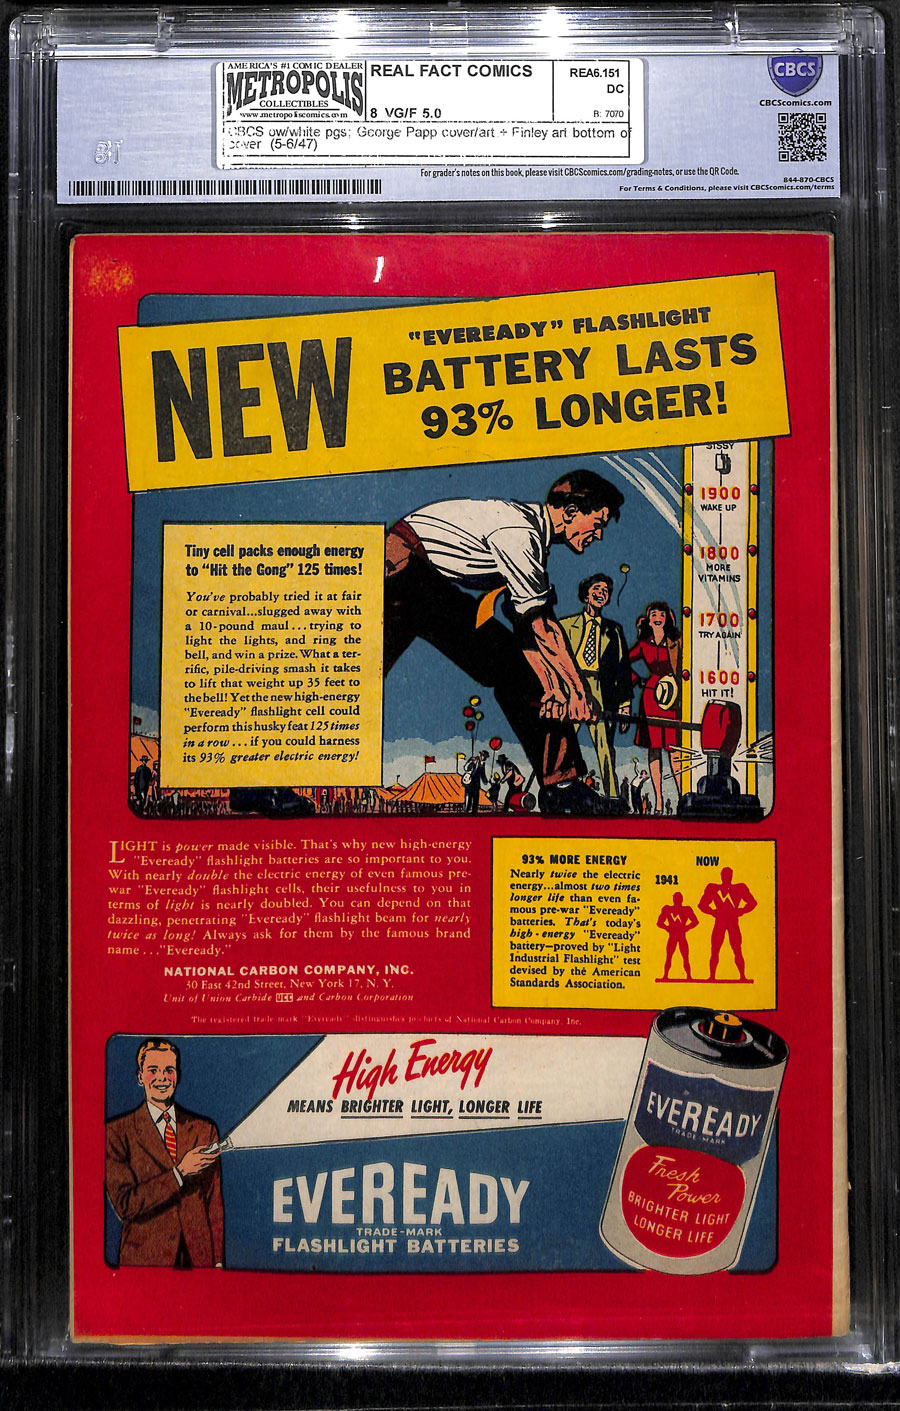 AMERICA'S #1 COMIC DEALER
METROPOLIS
COLLECTIBLES
www.metropoliscomics.com
REAL FACT COMICS
8 VG/F 5.0
REA6.151
DC
B: 7070
CBCS ow/white pgs; George Papp cover/art + Finley art bottom of
cover (5-6/47)
CBCS
CBCScomics.com
844-870-CBCS
For grader's notes on this book, please visit CBCScomics.com/grading-notes, or use the QR Code.
For Terms & Conditions, please visit CBCScomics.com/terms
NEW
"EVEREADY" FLASHLIGHT
BATTERY LASTS
93% LONGER!
SISSY
1900
WAKE UP
1800
MORE
VITAMINS
1700
TRY AGAIN
1600
HIT IT!
Tiny cell packs enough energy
to "Hit the Gong" 125 times!
You've probably tried it at fair
or carnival...slugged away with
a 10-pound maul...trying to
light the lights, and ring the
bell, and win a prize. What a ter-
rific, pile-driving smash it takes
to lift that weight up 35 feet to
the bell! Yet the new high-energy
"Eveready" flashlight cell could
perform this husky feat 125 times
in a row...if you could harness
its 93% greater electric energy!
LIGHT is power made visible. That's why new high-energy
"Eveready" flashlight batteries are so important to you.
With nearly double the electric energy of even famous pre-
war "Eveready" flashlight cells, their usefulness to you in
terms of light is nearly doubled. You can depend on that
dazzling, penetrating "Eveready" flashlight beam for nearly
twice as long! Always ask for them by the famous brand
name..."Eveready."
NATIONAL CARBON COMPANY, INC.
30 East 42nd Street, New York 17, N. Y.
Unit of Union Carbide UCC and Carbon Corporation
The registered trade-mark "Eveready" distinguishes products of National Carbon Company, Inc.
93% MORE ENERGY
Nearly twice the electric
energy...almost two times
longer life than even fa-
mous pre-war "Eveready"
batteries. That's today's
high-energy "Eveready"
battery—proved by "Light
Industrial Flashlight" test
devised by the American
Standards Association.
1941
NOW
High Energy
MEANS BRIGHTER LIGHT, LONGER LIFE
EVEREADY
TRADE-MARK
FLASHLIGHT BATTERIES
EVEREADY
TRADE MARK
Fresh
Power
BRIGHTER LIGHT
LONGER LIFE